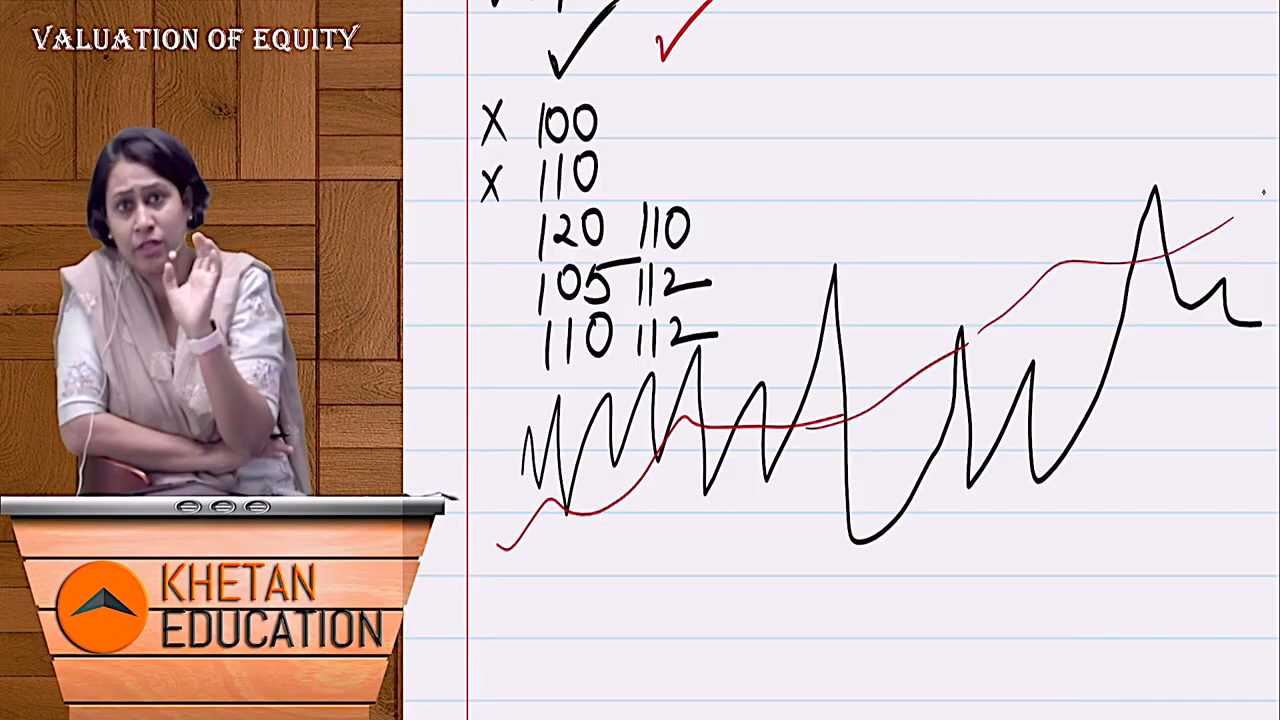 VALUATION OF EQUITY
X 100
X 110
120 110
105 112
110 112
KHETAN
EDUCATION